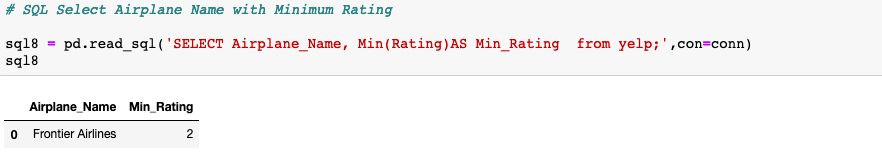 # SQL Select Airplane Name with Minimum Rating
sql8 = pd.read_sql('SELECT Airplane_Name, Min(Rating)AS Min_Rating  from yelp;',con=conn)
sql8
Airplane_Name Min_Rating
0 Frontier Airlines 2